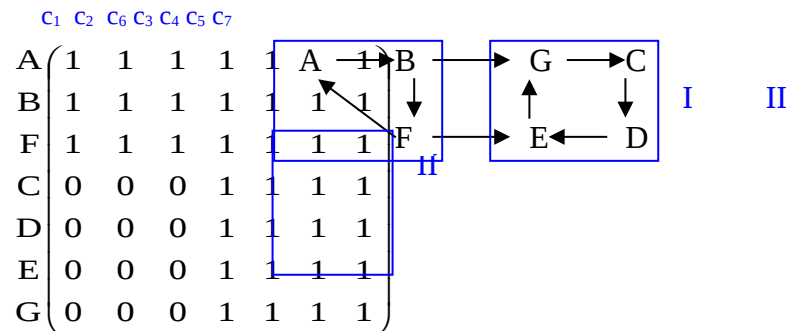 c₁ c₂ c₆ c₃ c₄ c₅ c₇
A 1 1 1 1 1 1 1
B 1 1 1 1 1 1 1
F 1 1 1 1 1 1 1
C 0 0 0 1 1 1 1
D 0 0 0 1 1 1 1
E 0 0 0 1 1 1 1
G 0 0 0 1 1 1 1
A B G C
F E D
I II
II